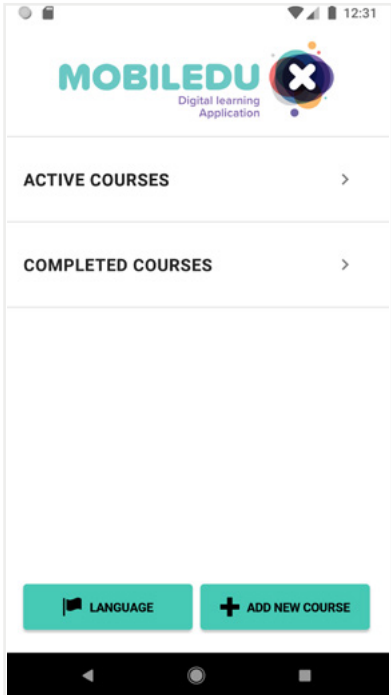 12:31
MOBILEDU X
Digital learning
Application
ACTIVE COURSES
COMPLETED COURSES
LANGUAGE
ADD NEW COURSE